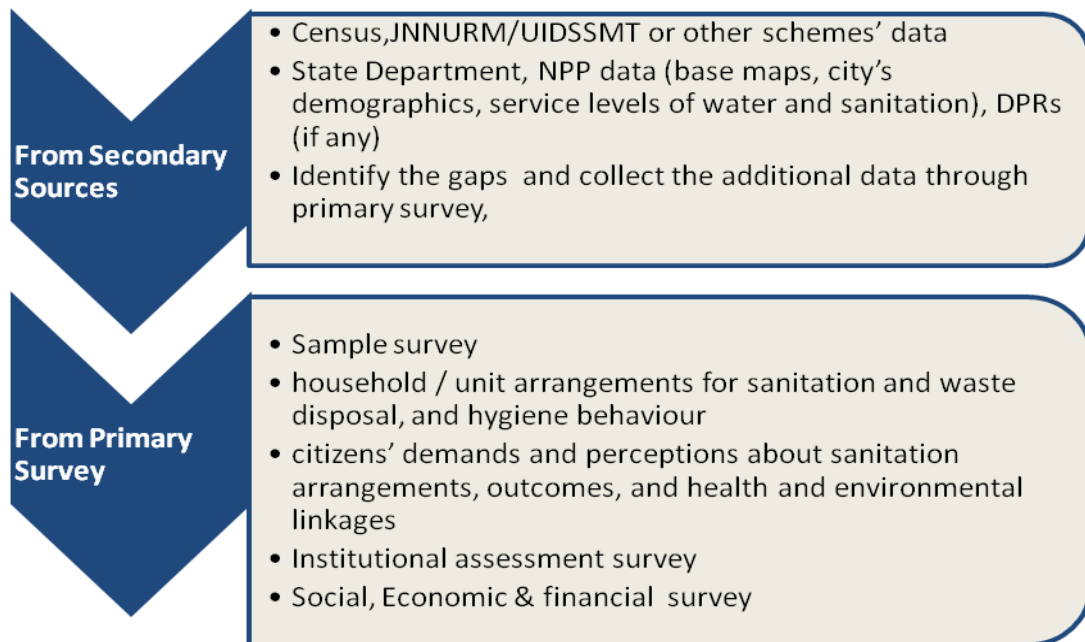 From Secondary
Sources
• Census,JNNURM/UIDSSMT or other schemes’ data
• State Department, NPP data (base maps, city’s
demographics, service levels of water and sanitation), DPRs
(if any)
• Identify the gaps and collect the additional data through
primary survey,
From Primary
Survey
• Sample survey
• household / unit arrangements for sanitation and waste
disposal, and hygiene behaviour
• citizens’ demands and perceptions about sanitation
arrangements, outcomes, and health and environmental
linkages
• Institutional assessment survey
• Social, Economic & financial survey